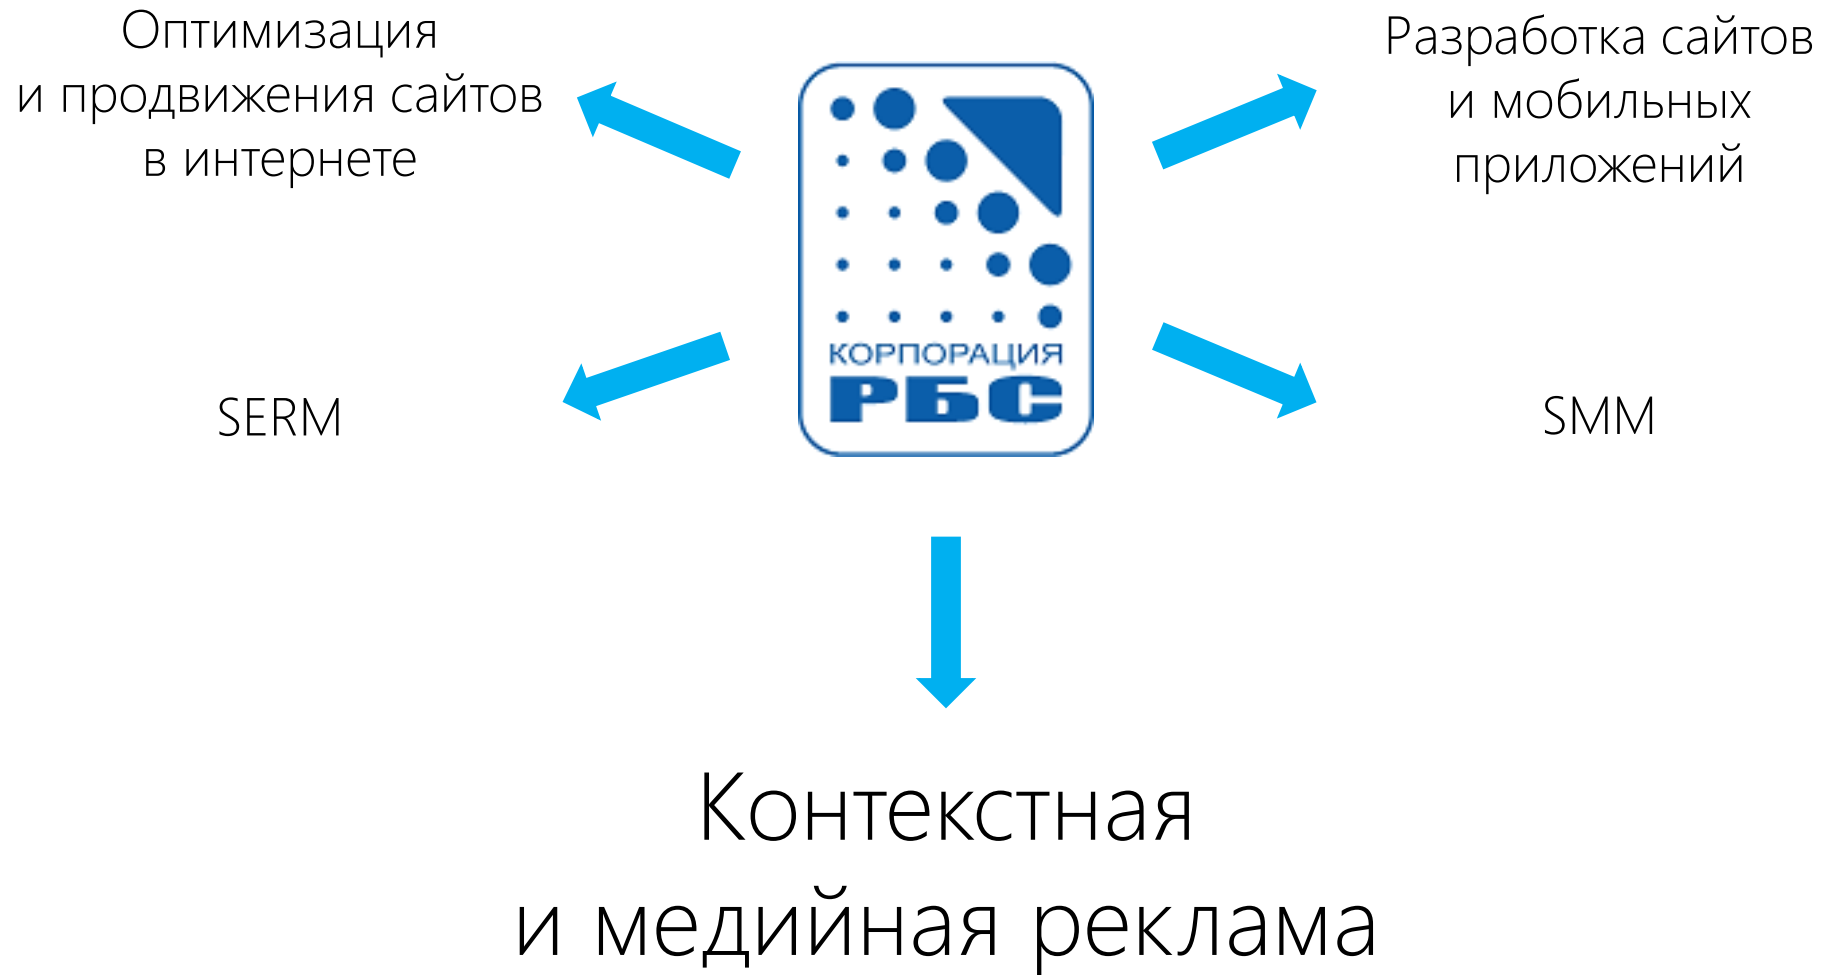 Оптимизация
и продвижения сайтов
в интернете
Разработка сайтов
и мобильных
приложений
КОРПОРАЦИЯ
РБС
SERM
SMM
Контекстная
и медийная реклама